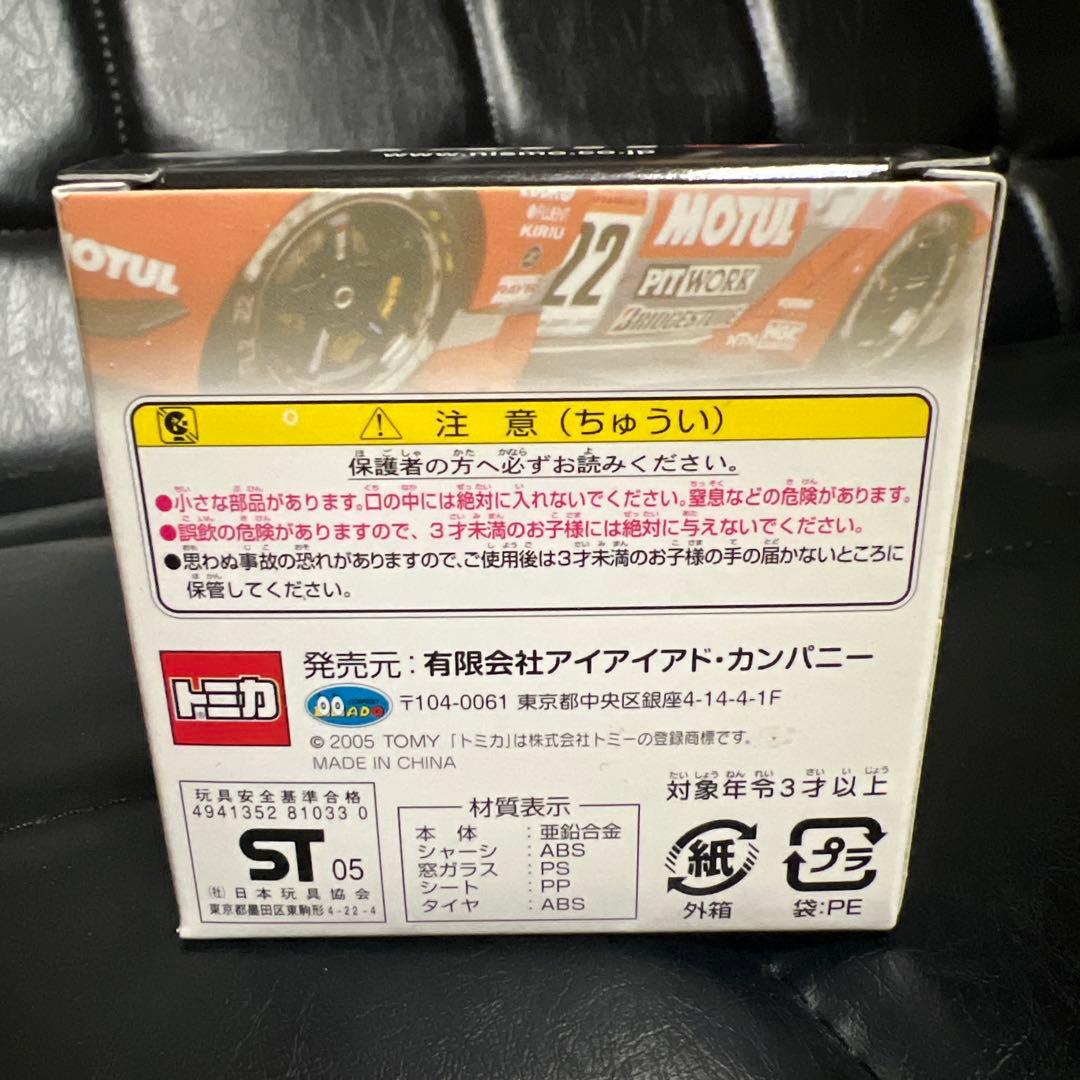 MOTUL
OTUL
KIRIU
22
PITWORK
BRIDGESTONE
注意(ちゅうい)
保護者の方へ必ずお読みください。
●小さな部品があります。口の中には絶対に入れないでください。窒息などの危険があります。
●誤飲の危険がありますので、3才未満のお子様には絶対に与えないでください。
●思わぬ事故の恐れがありますので、ご使用後は3才未満のお子様の手の届かないところに
保管してください。
トミカ
発売元:有限会社アイアイアド・カンパニー
〒104-0061 東京都中央区銀座4-14-4-1F
© 2005 TOMY 「トミカ」は株式会社トミーの登録商標です。
MADE IN CHINA
対象年令3才以上
玩具安全基準合格
4941352 81033 0
ST 05
(社)日本玩具協会
東京都墨田区東駒形4-22-4
材質表示
本体:亜鉛合金
シャーシ:ABS
窓ガラス:PS
シート:PP
タイヤ:ABS
紙
外箱
プラ
袋:PE